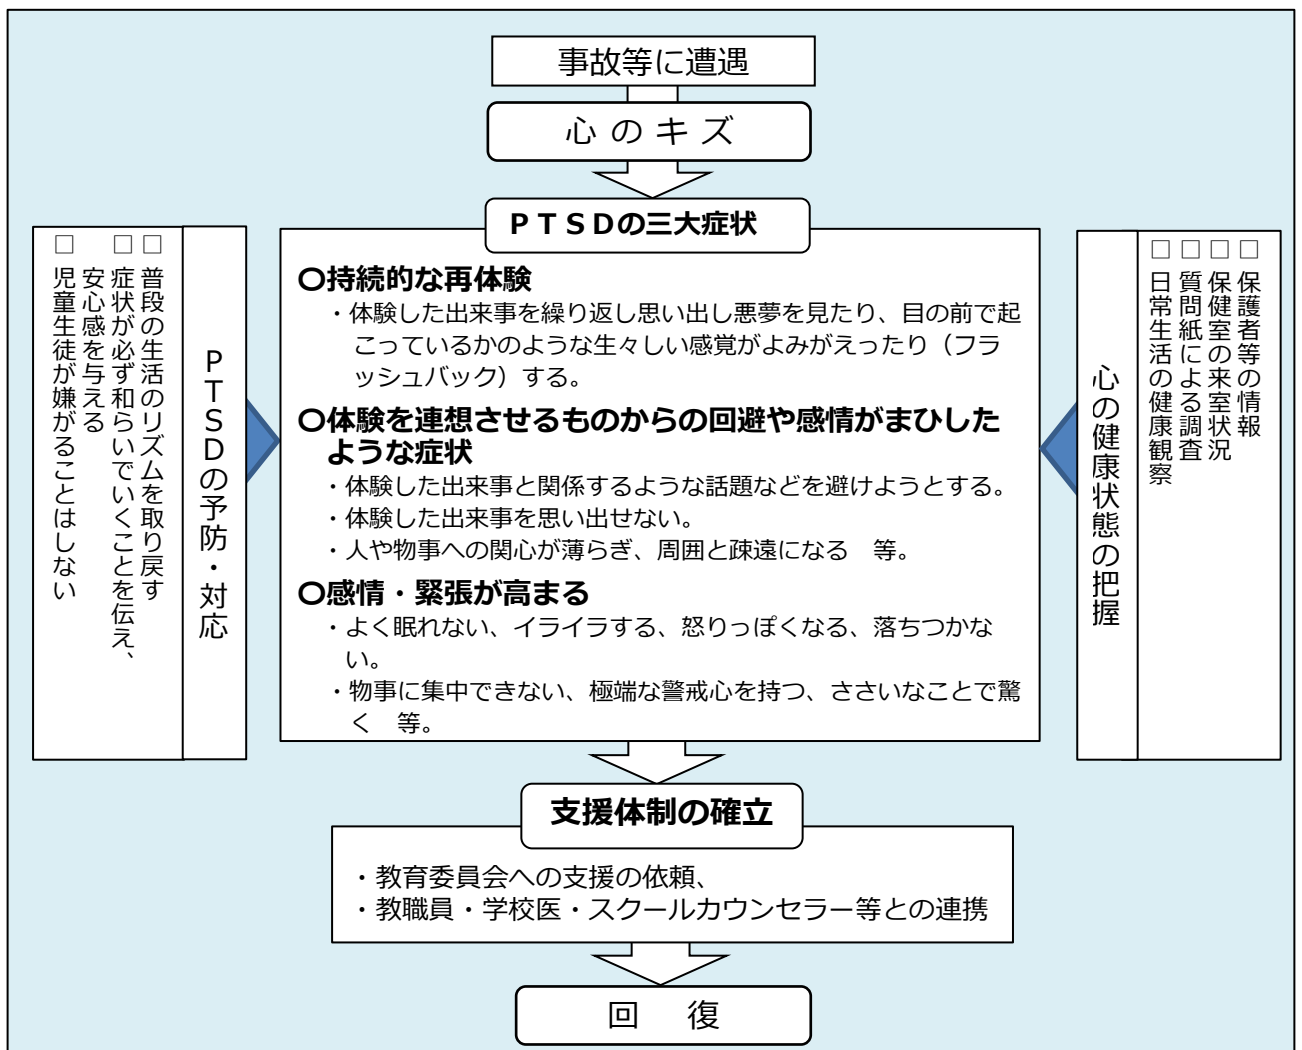 事故等に遭遇
心のキズ
ＰＴＳＤの三大症状
〇持続的な再体験
・体験した出来事を繰り返し思い出し悪夢を見たり、目の前で起
こっているかのような生々しい感覚がよみがえったり（フラ
ッシュバック）する。
〇体験を連想させるものからの回避や感情がまひした
ような症状
・体験した出来事と関係するような話題などを避けようとする。
・体験した出来事を思い出せない。
・人や物事への関心が薄らぎ、周囲と疎遠になる　等。
〇感情・緊張が高まる
・よく眠れない、イライラする、怒りっぽくなる、落ちつかな
い。
・物事に集中できない、極端な警戒心を持つ、ささいなことで驚
く　等。
ＰＴＳＤの予防・対応
□ 普段の生活のリズムを取り戻す
□ 症状が必ず和らいでいくことを伝え、
安心感を与える
□ 児童生徒が嫌がることはしない
□ 保護者等の情報
□ 保健室の来室状況
□ 質問紙による調査
□ 日常生活の健康観察
心の健康状態の把握
支援体制の確立
・教育委員会への支援の依頼、
・教職員・学校医・スクールカウンセラー等との連携
回　復